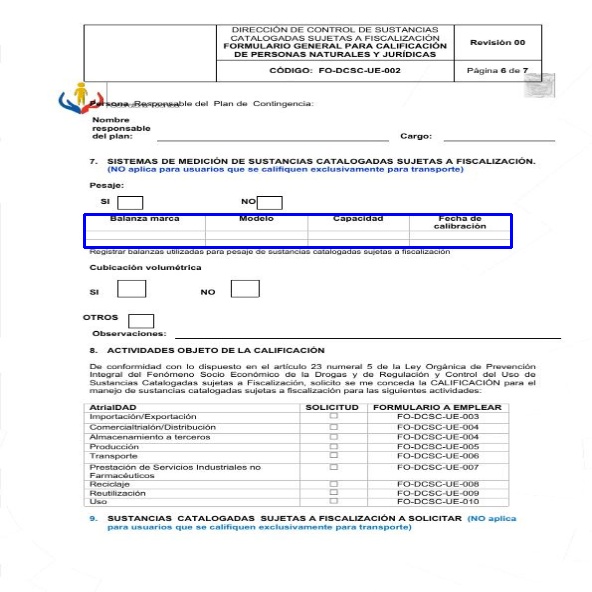 DIRECCIÓN DE CONTROL DE SUSTANCIAS
CATALOGADAS SUJETAS A FISCALIZACIÓN
FORMULARIO GENERAL PARA CALIFICACIÓN
DE PERSONAS NATURALES Y JURÍDICAS
Revisión 00
CÓDIGO: FO-DCSC-UE-002
Página 6 de 7
Persona Responsable del Plan de Contingencia:
Nombre
responsable
del plan:
Cargo:
7. SISTEMAS DE MEDICIÓN DE SUSTANCIAS CATALOGADAS SUJETAS A FISCALIZACIÓN.
(NO aplica para usuarios que se califiquen exclusivamente para transporte)
Pesaje:
SI NO
Balanza marca Modelo Capacidad Fecha de
calibración
Registrar balanzas utilizadas para pesaje de sustancias catalogadas sujetas a fiscalización
Cubicación volumétrica
SI NO
OTROS
Observaciones:
8. ACTIVIDADES OBJETO DE LA CALIFICACIÓN
De conformidad con lo dispuesto en el artículo 23 numeral 5 de la Ley Orgánica de Prevención
Integral del Fenómeno Socio Económico de la Drogas y de Regulación y Control del Uso de
Sustancias Catalogadas sujetas a Fiscalización, solicito se me conceda la CALIFICACIÓN para el
manejo de sustancias catalogadas sujetas a fiscalización para las siguientes actividades:
AtrialDAD SOLICITUD FORMULARIO A EMPLEAR
Importación/Exportación FO-DCSC-UE-003
Comercialtrialón/Distribución FO-DCSC-UE-004
Almacenamiento a terceros FO-DCSC-UE-004
Producción FO-DCSC-UE-005
Transporte FO-DCSC-UE-006
Prestación de Servicios Industriales no FO-DCSC-UE-007
Farmacéuticos
Reciclaje FO-DCSC-UE-008
Reutilización FO-DCSC-UE-009
Uso FO-DCSC-UE-010
9. SUSTANCIAS CATALOGADAS SUJETAS A FISCALIZACIÓN A SOLICITAR (NO aplica
para usuarios que se califiquen exclusivamente para transporte)